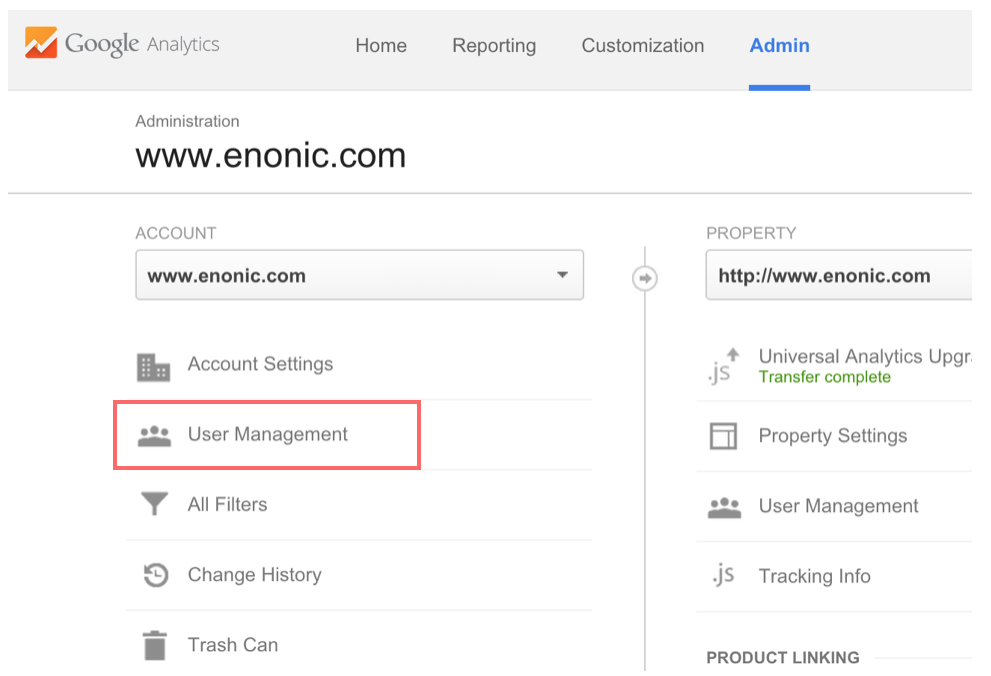 Google Analytics
Home Reporting Customization Admin
Administration
www.enonic.com
ACCOUNT
www.enonic.com
Account Settings
User Management
All Filters
Change History
Trash Can
PROPERTY
http://www.enonic.com
.js
Universal Analytics Upgra
Transfer complete
Property Settings
User Management
.js Tracking Info
PRODUCT LINKING